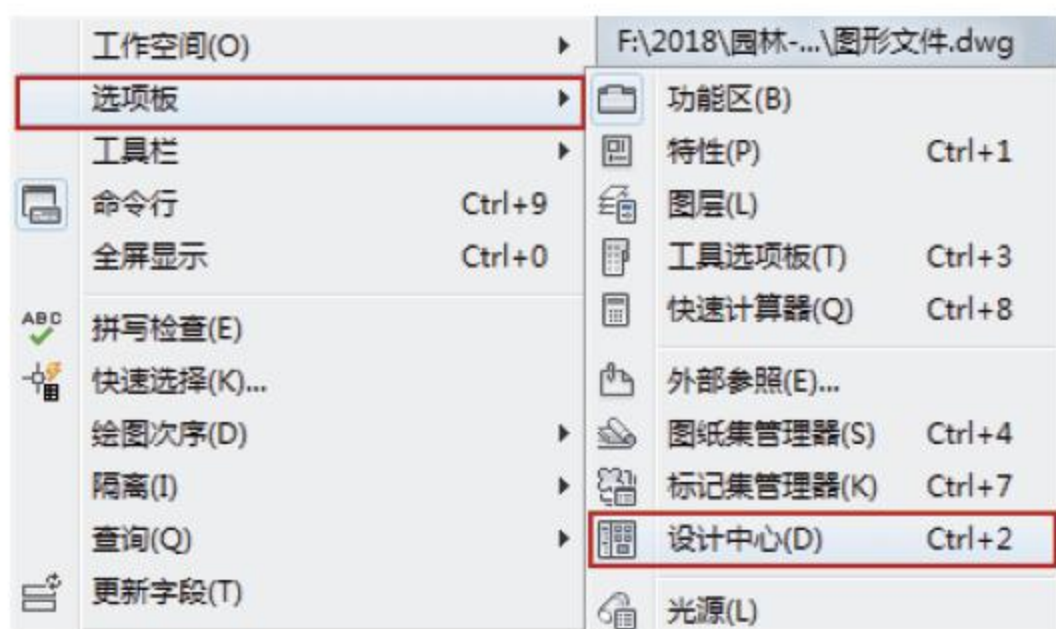 工作空间(O)
选项板
工具栏
命令行 Ctrl+9
全屏显示 Ctrl+0
ABC
拼写检查(E)
快速选择(K)...
绘图次序(D)
隔离(I)
查询(Q)
更新字段(T)
F:\2018\园林-...\图形文件.dwg
功能区(B)
特性(P) Ctrl+1
图层(L)
工具选项板(T) Ctrl+3
快速计算器(Q) Ctrl+8
外部参照(E)...
图纸集管理器(S) Ctrl+4
标记集管理器(K) Ctrl+7
设计中心(D) Ctrl+2
光源(L)